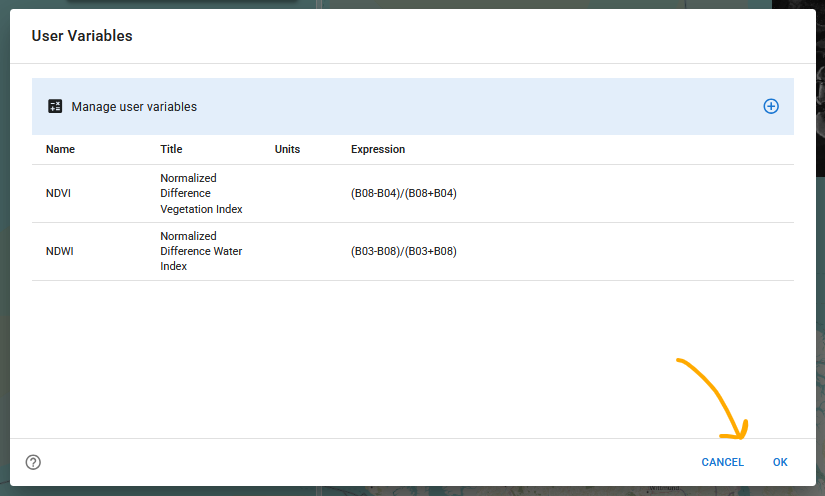 User Variables
Manage user variables
Name Title Units Expression
Normalized
NDVI Difference (B08-B04)/(B08+B04)
Vegetation Index
Normalized
NDWI Difference Water (B03-B08)/(B03+B08)
Index
CANCEL OK